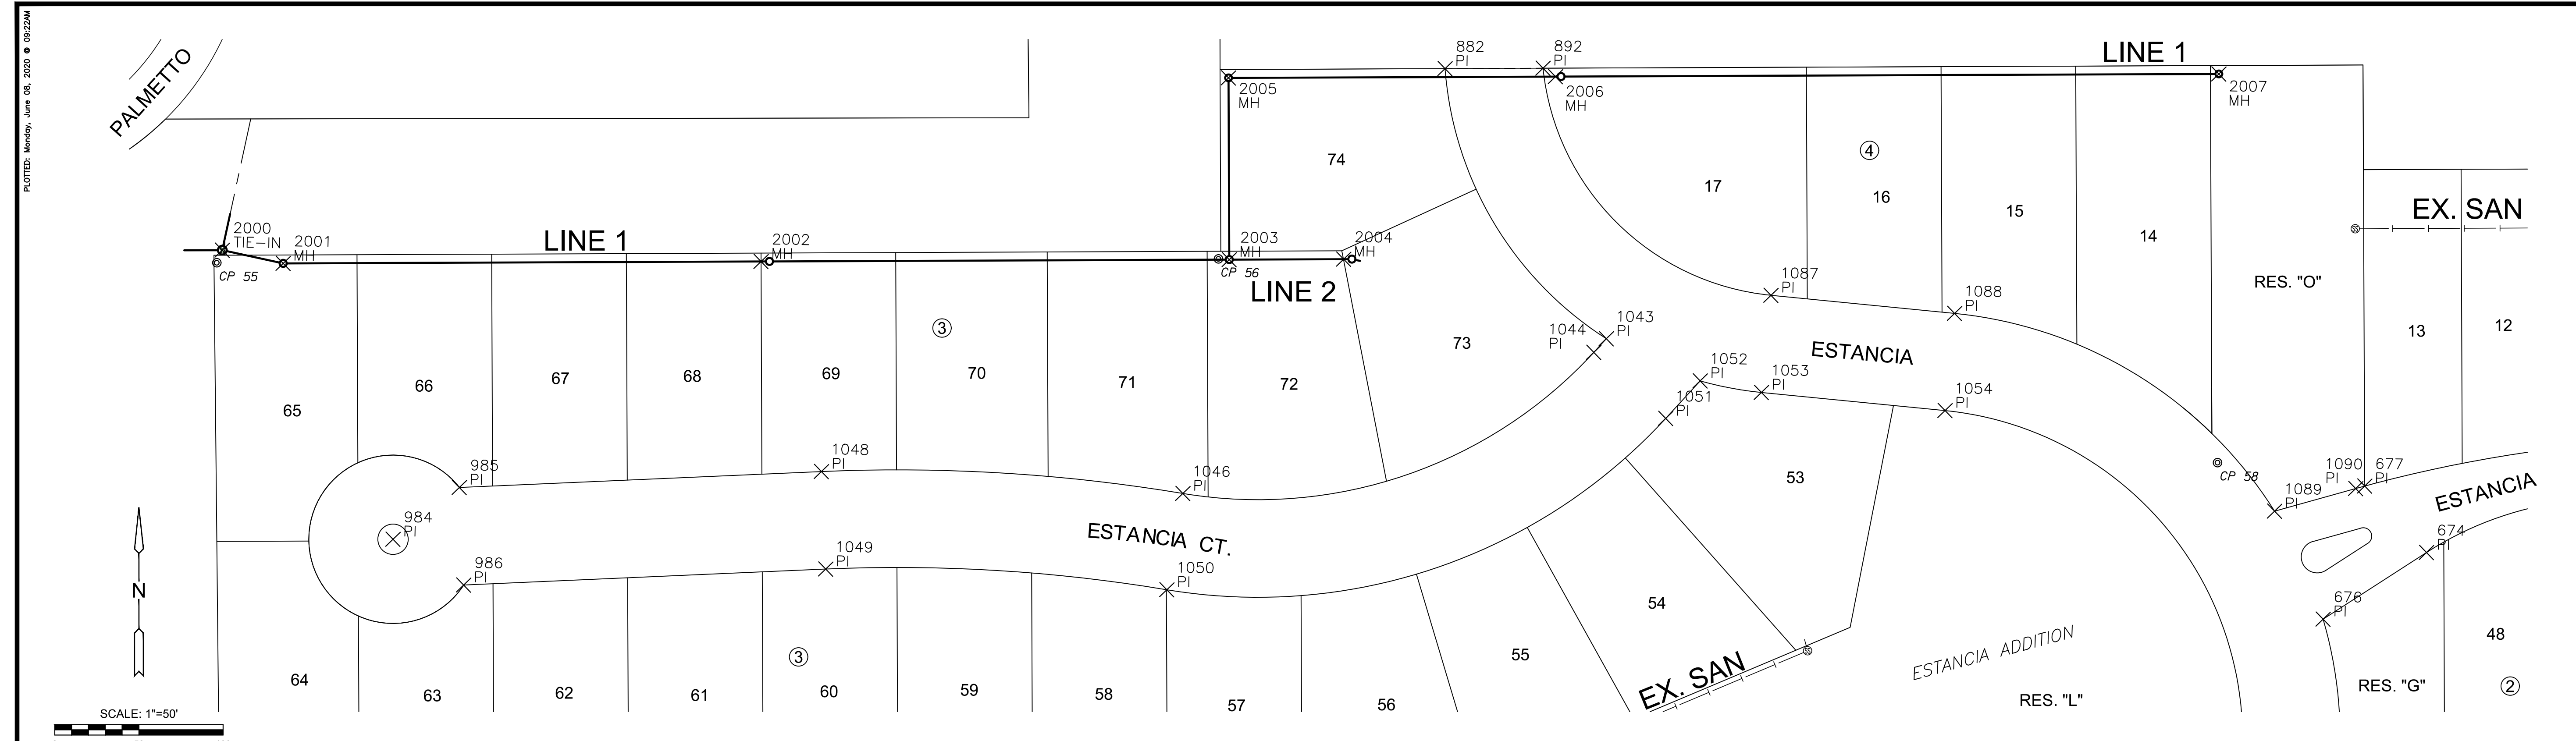 PLOTTED: Monday, June 08, 2020 @ 09:22AM
PALMETTO
882
PI
892
PI
LINE 1
2005
MH
2006
MH
2007
MH
74
4
17
16
15
14
EX. SAN
2000
TIE-IN
2001
MH
LINE 1
2002
MH
2003
MH
2004
MH
CP 55
CP 56
LINE 2
1087
PI
1088
PI
RES. "O"
3
1043
PI
1044
PI
73
ESTANCIA
13
12
65
66
67
68
69
70
71
72
1052
PI
1053
PI
1051
PI
1054
PI
985
PI
1048
PI
1046
PI
53
CP 58
1090
PI
677
PI
1089
PI
ESTANCIA
984
PI
ESTANCIA CT.
674
PI
986
PI
1049
PI
1050
PI
676
PI
N
54
55
48
ESTANCIA ADDITION
EX. SAN
3
64
63
62
61
60
59
58
57
56
RES. "L"
RES. "G"
2
SCALE: 1"=50'